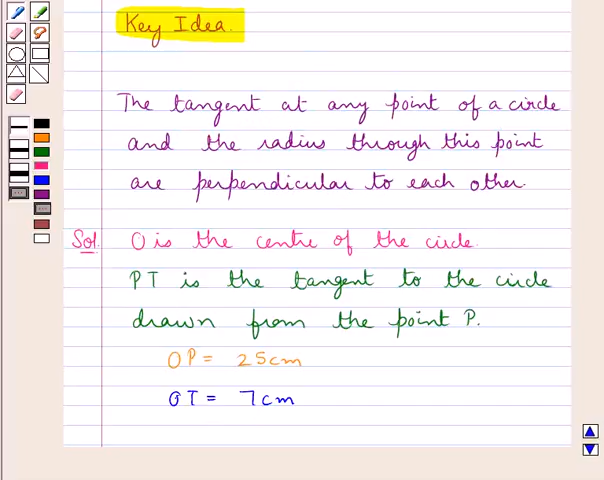 Key Idea.
The tangent at any point of a circle
and the radius through this point
are perpendicular to each other.
Sol. O is the centre of the circle.
PT is the tangent to the circle
drawn from the point P.
OP = 25cm
OT = 7cm